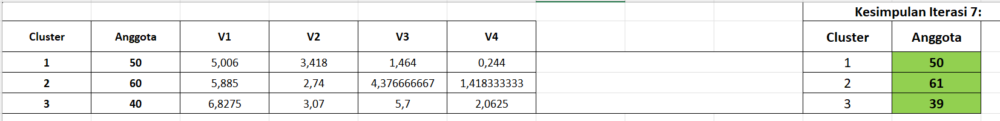 Kesimpulan Iterasi 7:
Cluster Anggota V1 V2 V3 V4 Cluster Anggota
1 50 5,006 3,418 1,464 0,244 1 50
2 60 5,885 2,74 4,376666667 1,418333333 2 61
3 40 6,8275 3,07 5,7 2,0625 3 39